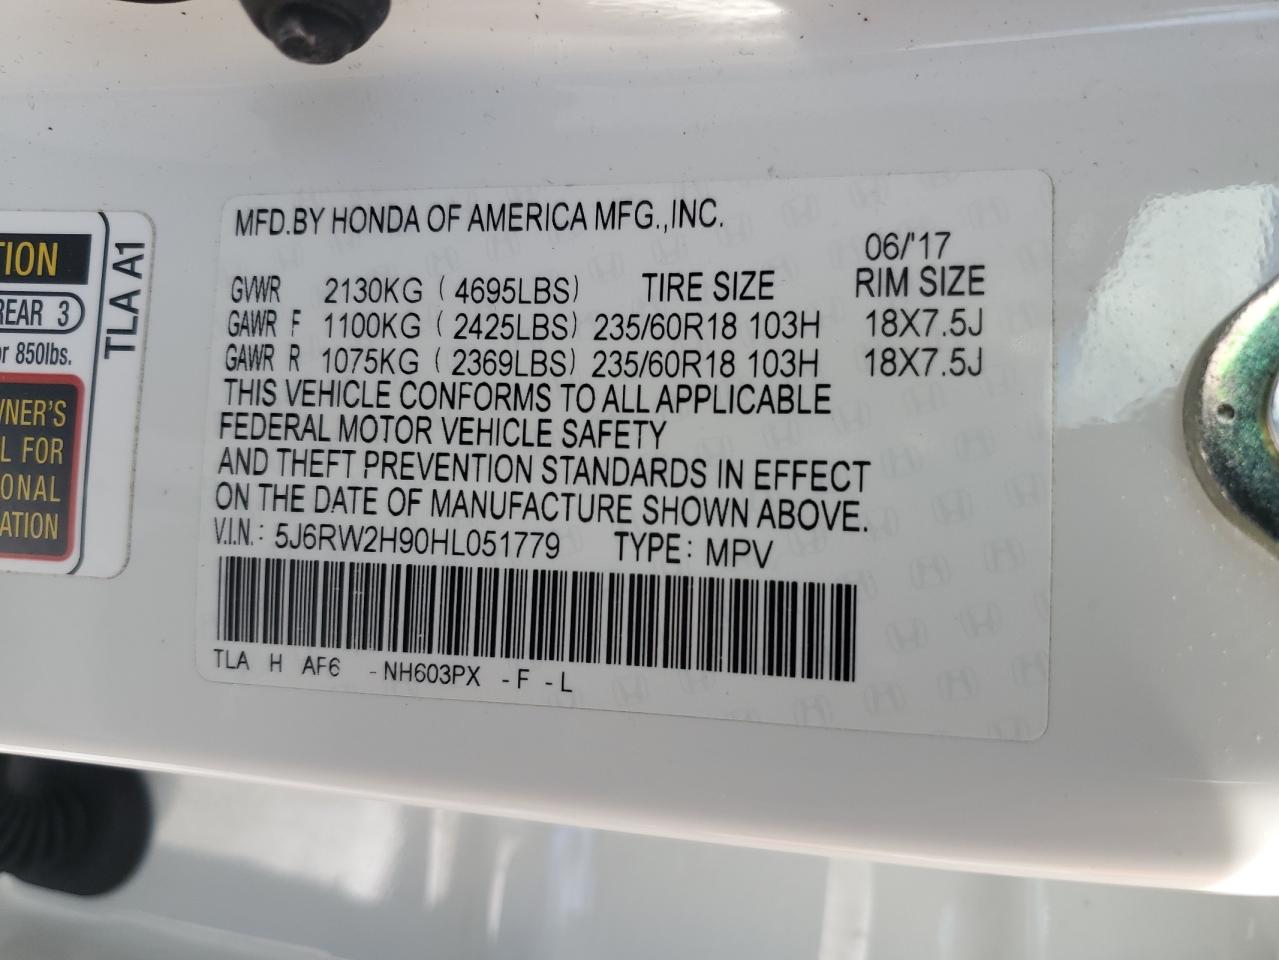 TION
REAR 3
or 850lbs.
WNER'S
L FOR
ONAL
ATION
TLA A1
MFD.BY HONDA OF AMERICA MFG.,INC.
06/'17
GVWR 2130KG ( 4695LBS) TIRE SIZE RIM SIZE
GAWR F 1100KG ( 2425LBS) 235/60R18 103H 18X7.5J
GAWR R 1075KG ( 2369LBS) 235/60R18 103H 18X7.5J
THIS VEHICLE CONFORMS TO ALL APPLICABLE
FEDERAL MOTOR VEHICLE SAFETY
AND THEFT PREVENTION STANDARDS IN EFFECT
ON THE DATE OF MANUFACTURE SHOWN ABOVE.
V.I.N.: 5J6RW2H90HL051779 TYPE: MPV
TLA H AF6 -NH603PX -F -L